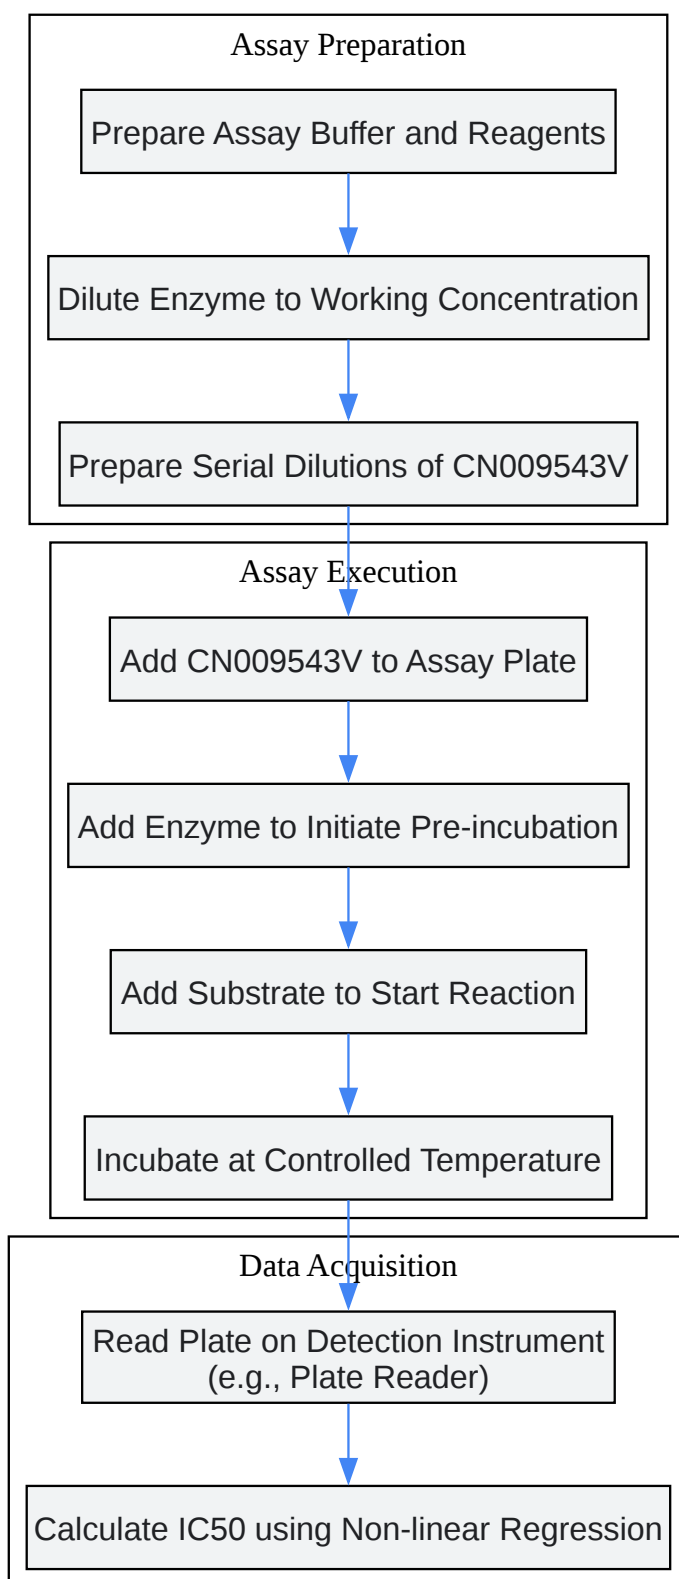 Assay Preparation
Prepare Assay Buffer and Reagents
Dilute Enzyme to Working Concentration
Prepare Serial Dilutions of CN009543V
Assay Execution
Add CN009543V to Assay Plate
Add Enzyme to Initiate Pre-incubation
Add Substrate to Start Reaction
Incubate at Controlled Temperature
Data Acquisition
Read Plate on Detection Instrument
(e.g., Plate Reader)
Calculate IC50 using Non-linear Regression